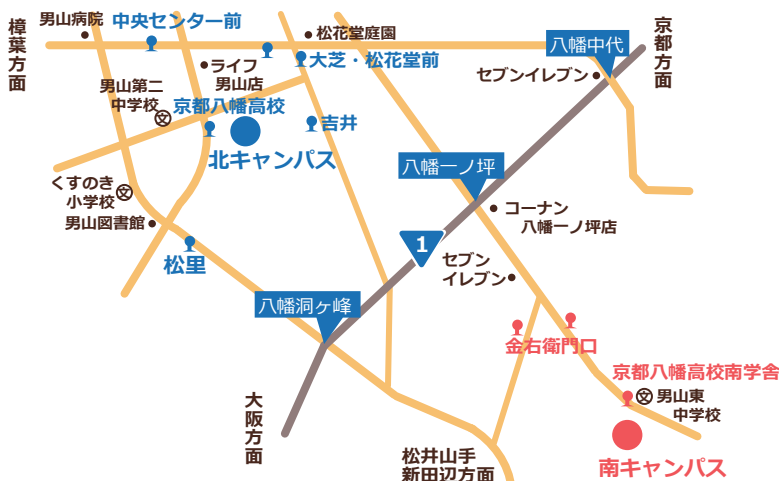 樟葉方面
男山病院
中央センター前
松花堂庭園
大芝・松花堂前
ライフ
男山店
八幡中代
京都方面
セブンイレブン
男山第二
中学校
京都八幡高校
北キャンパス
吉井
八幡一ノ坪
コーナン
八幡一ノ坪店
くすのき
小学校
男山図書館
松里
1
セブン
イレブン
八幡洞ヶ峰
金右衛門口
京都八幡高校南学舎
男山東
中学校
南キャンパス
大阪方面
松井山手
新田辺方面